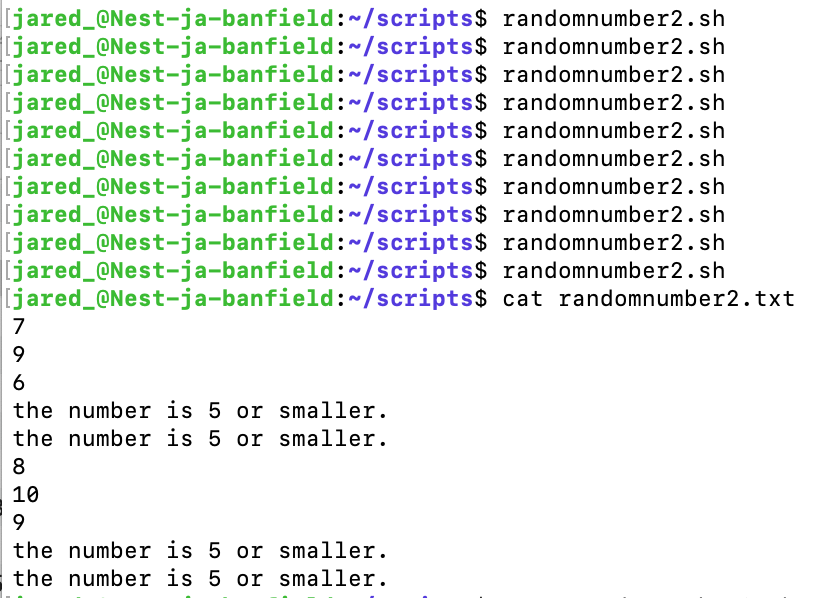 [jared_@Nest-ja-banfield:~/scripts$ randomnumber2.sh
[jared_@Nest-ja-banfield:~/scripts$ randomnumber2.sh
[jared_@Nest-ja-banfield:~/scripts$ randomnumber2.sh
[jared_@Nest-ja-banfield:~/scripts$ randomnumber2.sh
[jared_@Nest-ja-banfield:~/scripts$ randomnumber2.sh
[jared_@Nest-ja-banfield:~/scripts$ randomnumber2.sh
[jared_@Nest-ja-banfield:~/scripts$ randomnumber2.sh
[jared_@Nest-ja-banfield:~/scripts$ randomnumber2.sh
[jared_@Nest-ja-banfield:~/scripts$ randomnumber2.sh
[jared_@Nest-ja-banfield:~/scripts$ randomnumber2.sh
[jared_@Nest-ja-banfield:~/scripts$ cat randomnumber2.txt
7
9
6
the number is 5 or smaller.
the number is 5 or smaller.
8
10
9
the number is 5 or smaller.
the number is 5 or smaller.